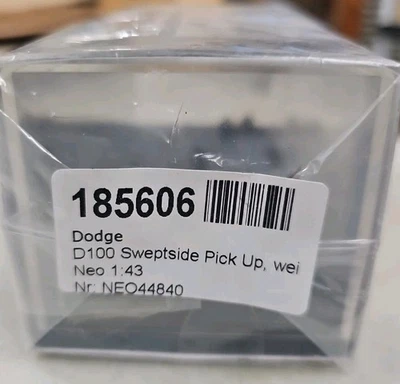 185606
Dodge
D100 Sweptside Pick Up, wei
Neo 1:43
Nr: NEO44840